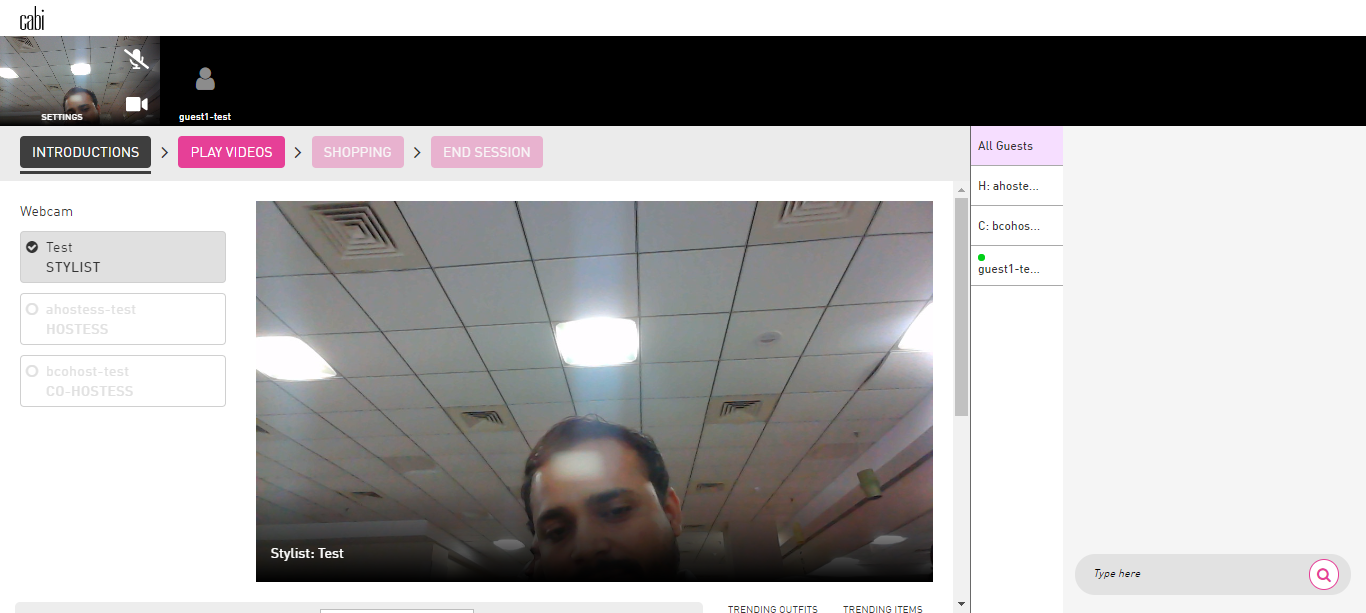 cabi
SETTINGS
guest1-test
INTRODUCTIONS
PLAY VIDEOS
SHOPPING
END SESSION
Webcam
Test
STYLIST
ahostess-test
HOSTESS
bcohost-test
CO-HOSTESS
Stylist: Test
TRENDING OUTFITS
TRENDING ITEMS
All Guests
H: ahoste...
C: bcohos...
guest1-te...
Type here